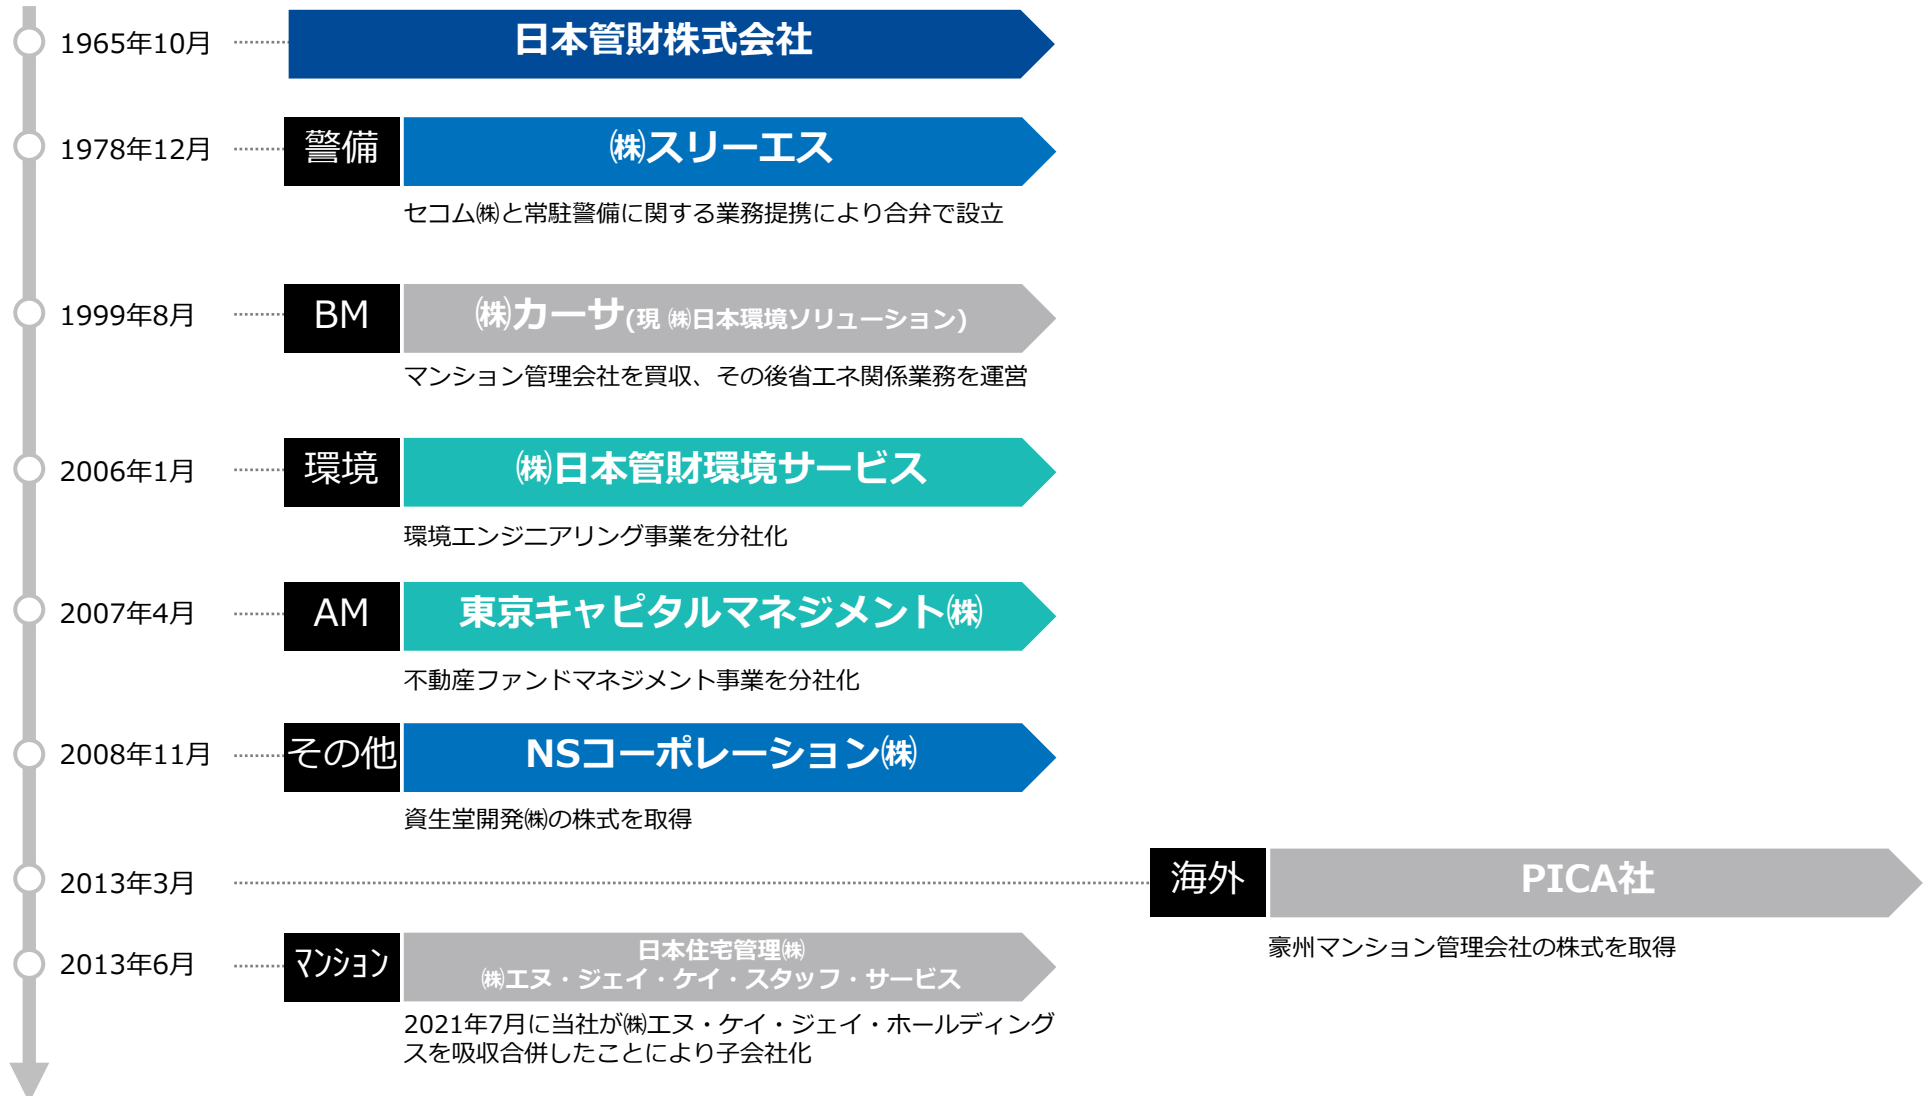 1965年10月
日本管財株式会社
1978年12月
警備
㈱スリーエス
セコム㈱と常駐警備に関する業務提携により合弁で設立
1999年8月
BM
㈱カーサ(現 ㈱日本環境ソリューション)
マンション管理会社を買収、その後省エネ関係業務を運営
2006年1月
環境
㈱日本管財環境サービス
環境エンジニアリング事業を分社化
2007年4月
AM
東京キャピタルマネジメント㈱
不動産ファンドマネジメント事業を分社化
2008年11月
その他
NSコーポレーション㈱
資生堂開発㈱の株式を取得
2013年3月
海外
PICA社
豪州マンション管理会社の株式を取得
2013年6月
ﾏﾝｼｮﾝ
日本住宅管理㈱
㈱エヌ・ジェイ・ケイ・スタッフ・サービス
2021年7月に当社が㈱エヌ・ケイ・ジェイ・ホールディング
スを吸収合併したことにより子会社化